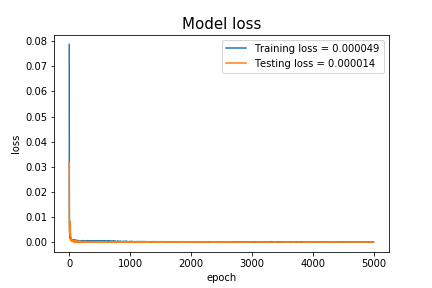 Model loss
Training loss = 0.000049
Testing loss = 0.000014
0.08
0.07
0.06
0.05
0.04
0.03
0.02
0.01
0.00
loss
0 1000 2000 3000 4000 5000
epoch